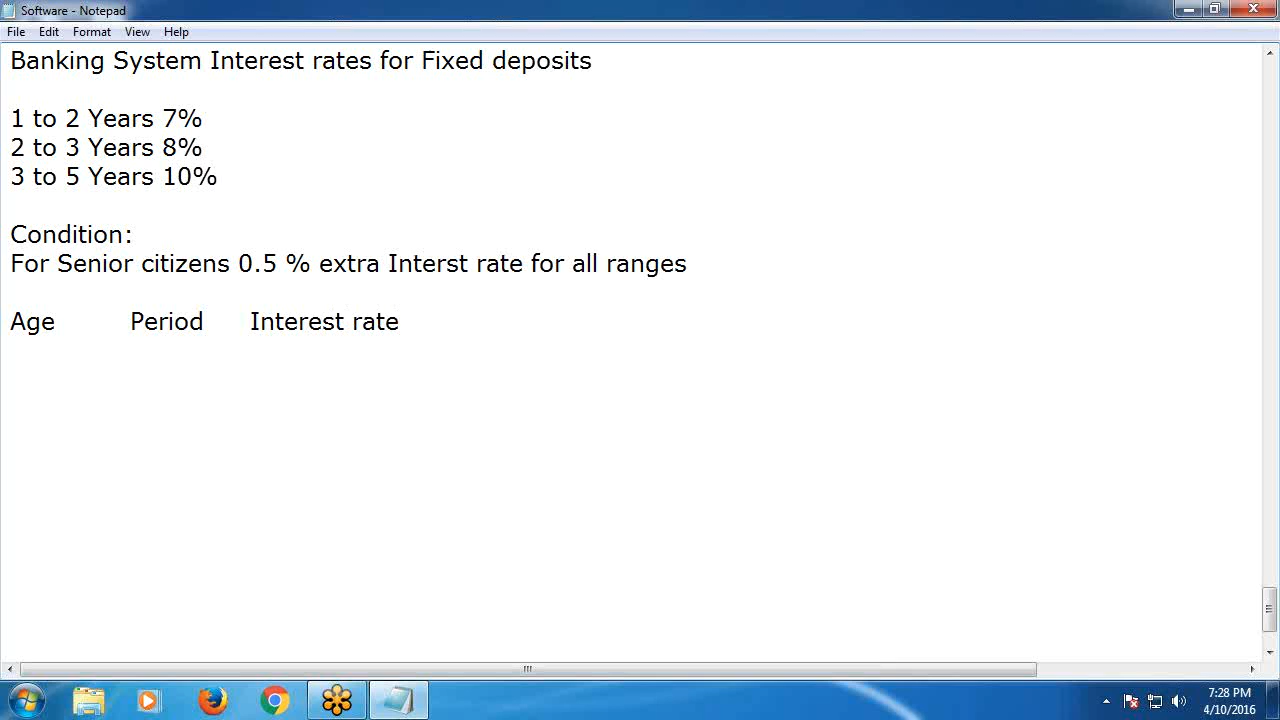 Software - Notepad
File Edit Format View Help
Banking System Interest rates for Fixed deposits
1 to 2 Years 7%
2 to 3 Years 8%
3 to 5 Years 10%
Condition:
For Senior citizens 0.5 % extra Interst rate for all ranges
Age Period Interest rate
7:28 PM
4/10/2016